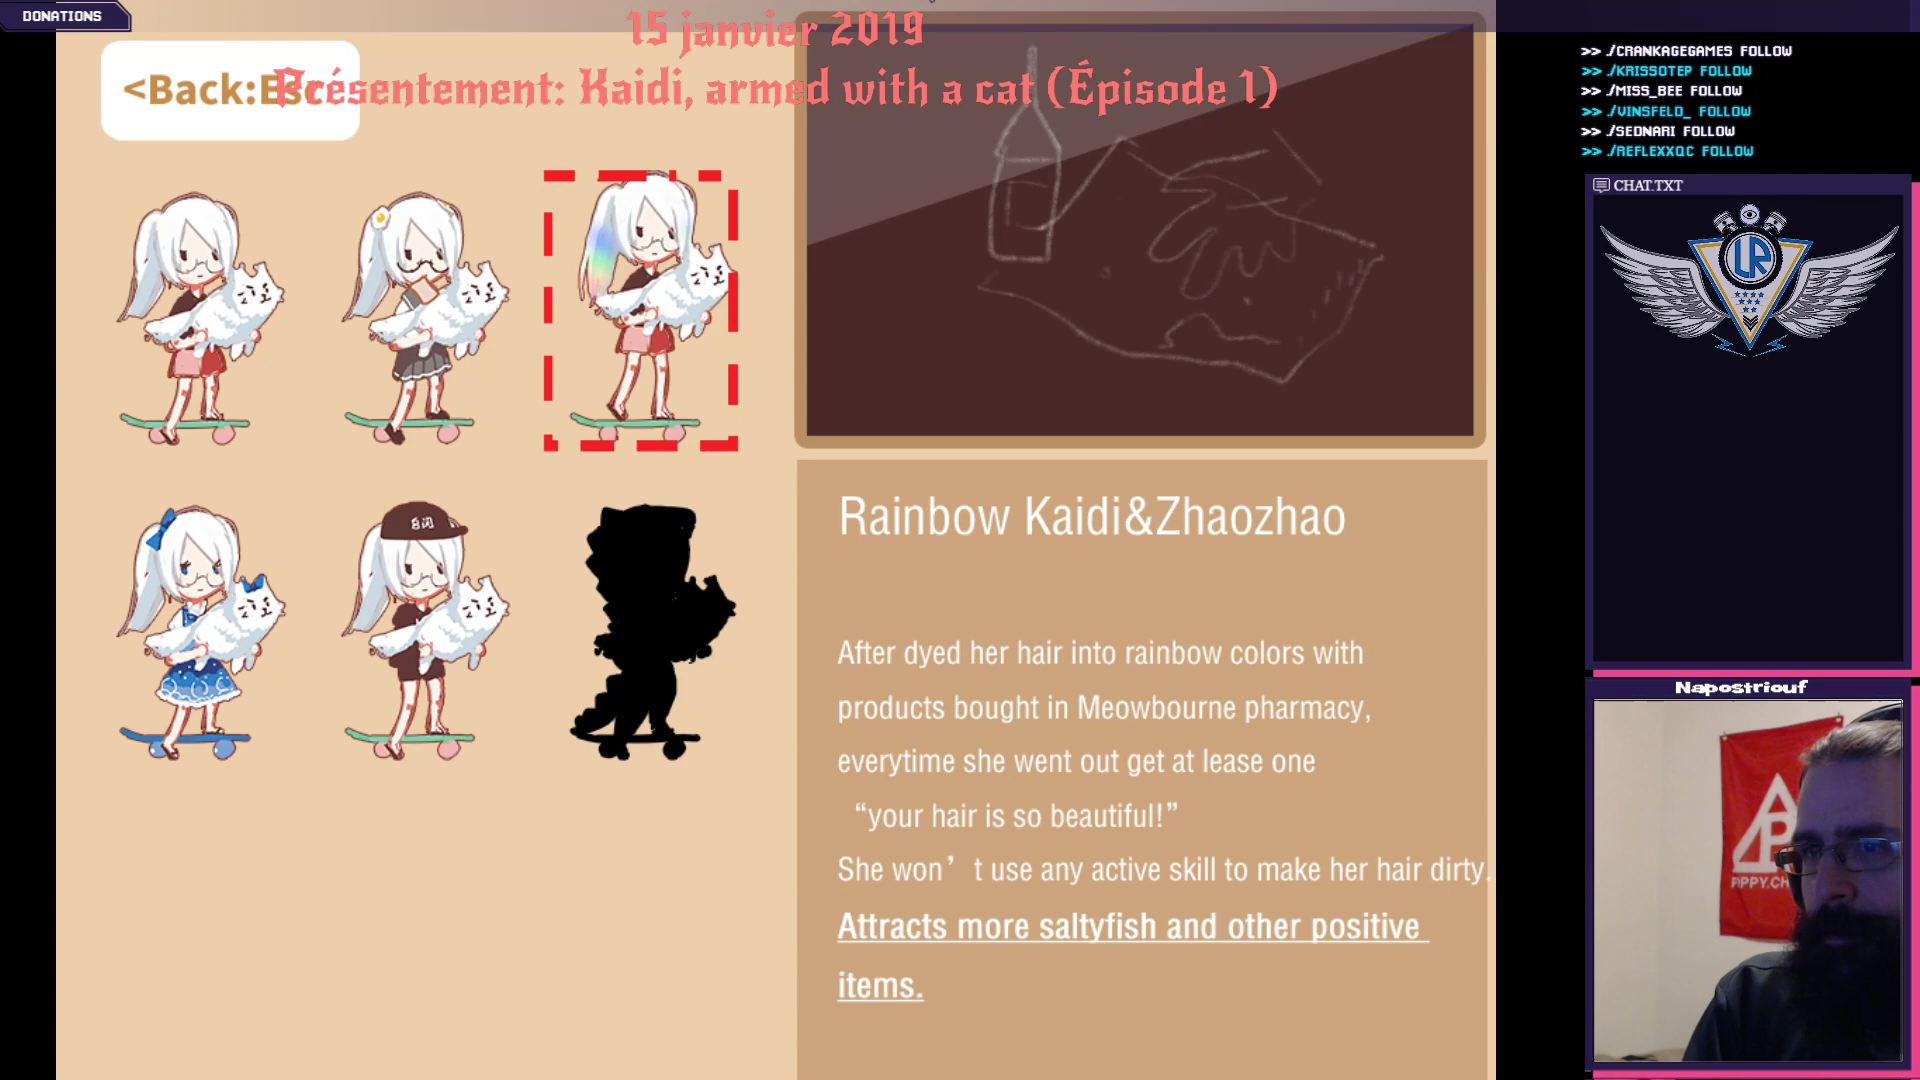 DONATIONS
15 janvier 2019
Présentement: Kaidi, armed with a cat (Épisode 1)
<Back:Esc
Rainbow Kaidi&Zhaozhao
After dyed her hair into rainbow colors with
products bought in Meowbourne pharmacy,
everytime she went out get at lease one
“your hair is so beautiful!”
She won’t use any active skill to make her hair dirty.
Attracts more saltyfish and other positive
items.
>> ./CRANKAGEGAMES FOLLOW
>> ./KRISSOTEP FOLLOW
>> ./MISS_BEE FOLLOW
>> ./VINSFELD_ FOLLOW
>> ./SEDNARI FOLLOW
>> ./REFLEXXQC FOLLOW
CHAT.TXT
LR
Napostriouf